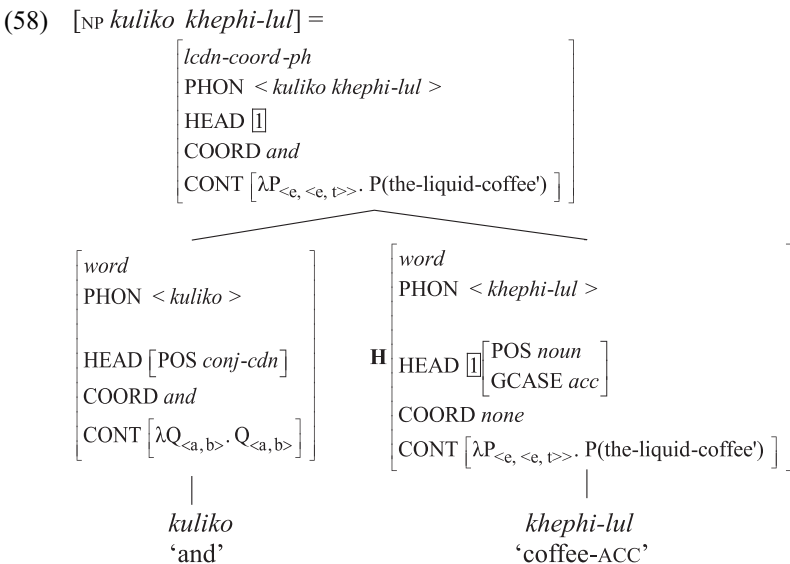 (58) [NP kuliko khephi-lul] =
lcdn-coord-ph
PHON < kuliko khephi-lul >
HEAD 1
COORD and
CONT [λP<e, <e, t>>. P(the-liquid-coffee') ]
word
PHON < kuliko >
HEAD [POS conj-cdn]
COORD and
CONT [λQ<a, b>. Q<a, b>]
kuliko
‘and’
H
word
PHON < khephi-lul >
HEAD 1[POS noun
GCASE acc]
COORD none
CONT [λP<e, <e, t>>. P(the-liquid-coffee') ]
khephi-lul
‘coffee-ACC’